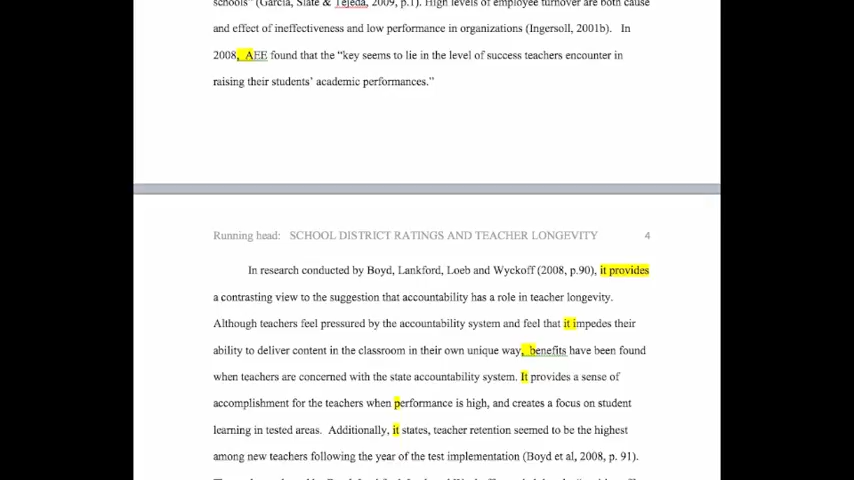 schools" (Garcia, Slate & Tejeda, 2009, p.1). High levels of employee turnover are both cause
and effect of ineffectiveness and low performance in organizations (Ingersoll, 2001b).   In
2008,  AEE found that the "key seems to lie in the level of success teachers encounter in
raising their students' academic performances."
Running head:   SCHOOL DISTRICT RATINGS AND TEACHER LONGEVITY 4
In research conducted by Boyd, Lankford, Loeb and Wyckoff (2008, p.90), it provides
a contrasting view to the suggestion that accountability has a role in teacher longevity.
Although teachers feel pressured by the accountability system and feel that it impedes their
ability to deliver content in the classroom in their own unique way,  benefits have been found
when teachers are concerned with the state accountability system. It provides a sense of
accomplishment for the teachers when performance is high, and creates a focus on student
learning in tested areas.  Additionally, it states, teacher retention seemed to be the highest
among new teachers following the year of the test implementation (Boyd et al, 2008, p. 91).